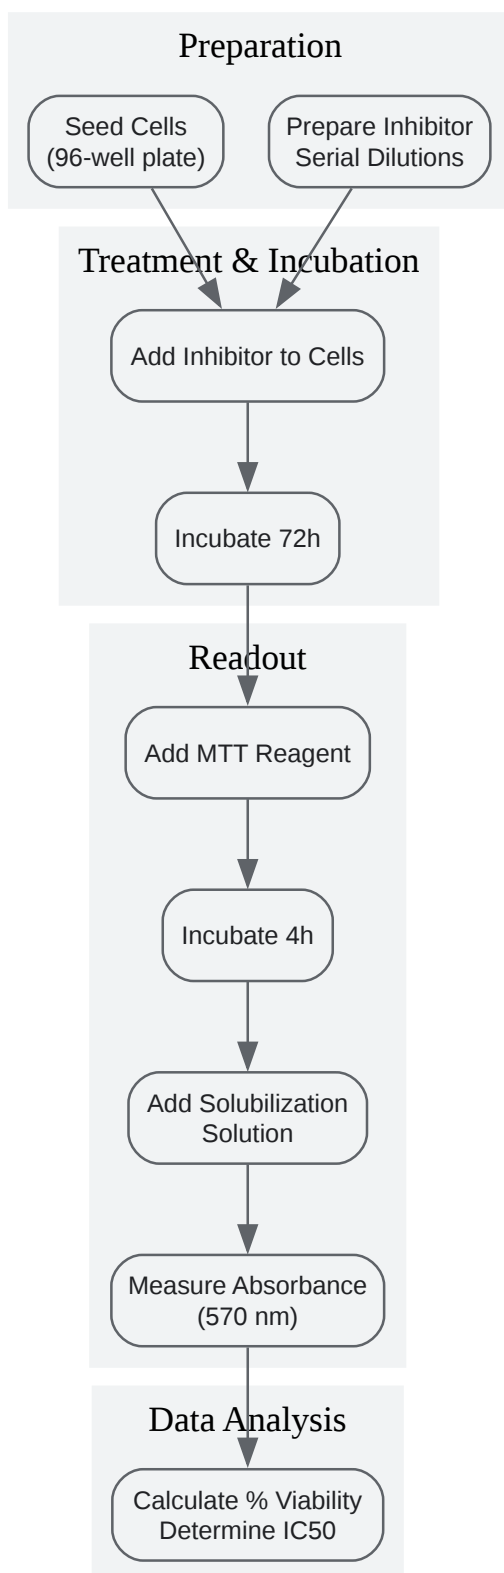 Preparation
Seed Cells
(96-well plate)
Prepare Inhibitor
Serial Dilutions
Treatment & Incubation
Add Inhibitor to Cells
Incubate 72h
Readout
Add MTT Reagent
Incubate 4h
Add Solubilization
Solution
Measure Absorbance
(570 nm)
Data Analysis
Calculate % Viability
Determine IC50